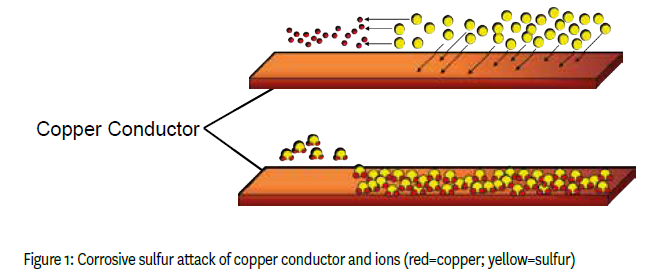 Copper Conductor
Figure 1: Corrosive sulfur attack of copper conductor and ions (red=copper; yellow=sulfur)